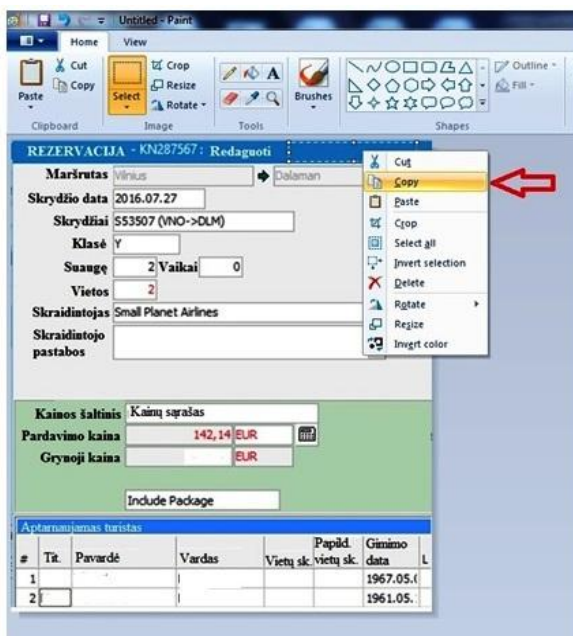 Untitled - Paint
Home View
Paste
Cut
Copy
Select
Crop
Resize
Rotate
Brushes
Outline
Fill
Clipboard
Image
Tools
Shapes
REZERVACIJA - KN287567: Redaguoti
Maršrutas Vilnius Dalaman
Skrydžio data 2016.07.27
Skrydžiai S53507 (VNO->DLM)
Klasė Y
Suaugę 2 Vaikai 0
Vietos 2
Skraidintojas Small Planet Airlines
Skraidintojo
pastabos
Cut
Copy
Paste
Crop
Select all
Invert selection
Delete
Rotate
Resize
Invert color
Kainos šaltinis Kainų sąrašas
Pardavimo kaina 142,14 EUR
Grynoji kaina EUR
Include Package
Aptarnaujamas turistas
# Tit. Pavardė Vardas Vietų sk. Papild. vietų sk. Gimimo data L
1 1967.05.
2 1961.05.